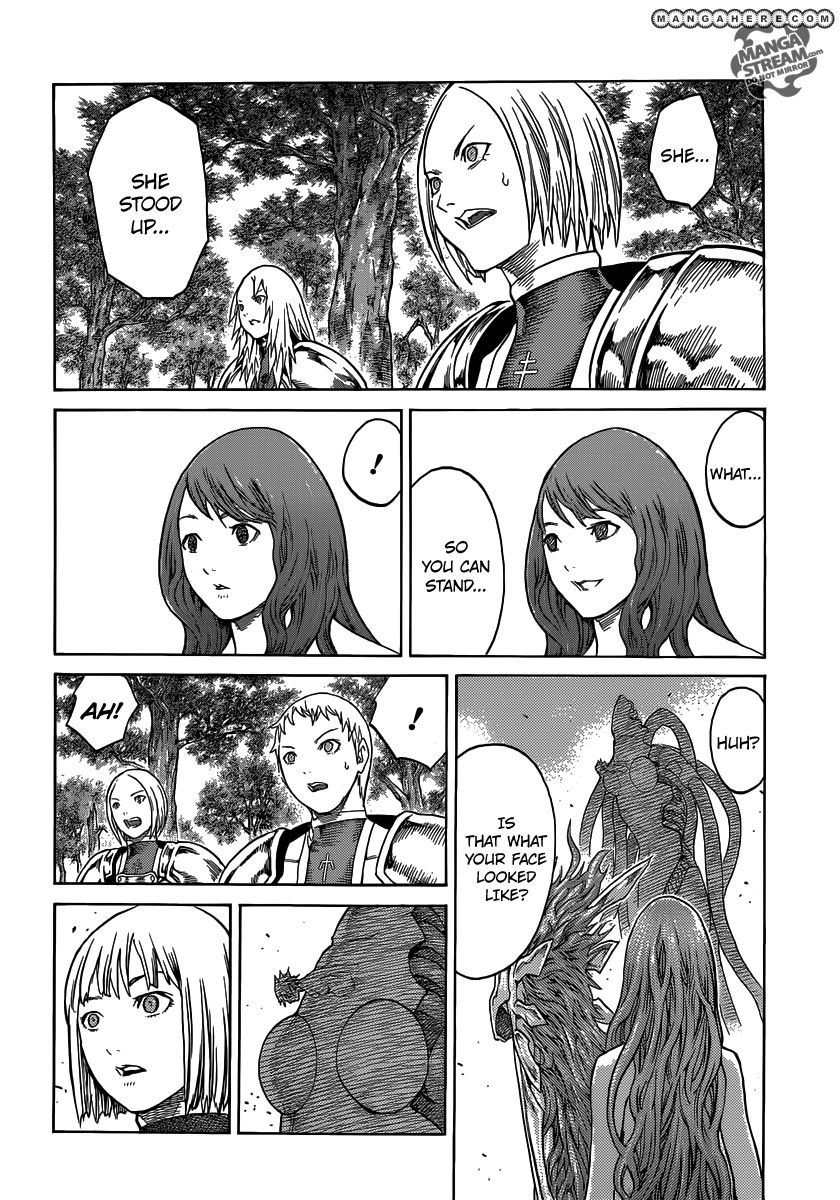 MANGAHERE.COM
MANGA
STREAM.com
DO NOT MIRROR
SHE...
SHE
STOOD
UP...
WHAT...
SO
YOU CAN
STAND...
!
HUH?
IS
THAT WHAT
YOUR FACE
LOOKED
LIKE?
!
AH!